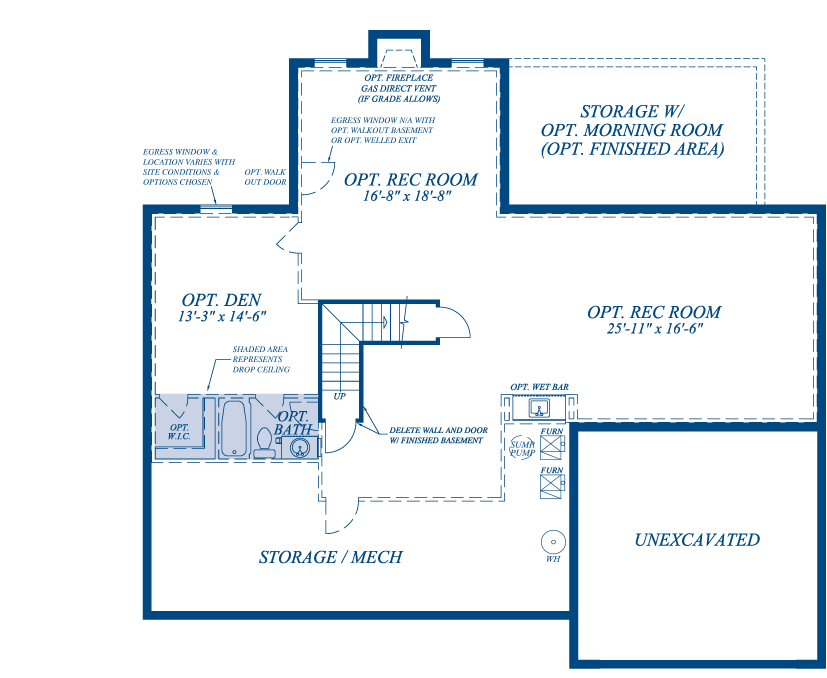 OPT. FIREPLACE
GAS DIRECT VENT
(IF GRADE ALLOWS)
STORAGE W/
OPT. MORNING ROOM
(OPT. FINISHED AREA)
EGRESS WINDOW N/A WITH
OPT. WALKOUT BASEMENT
OR OPT. WELLED EXIT
EGRESS WINDOW &
LOCATION VARIES WITH
SITE CONDITIONS &
OPTIONS CHOSEN
OPT. WALK
OUT DOOR
OPT. REC ROOM
16'-8" x 18'-8"
OPT. DEN
13'-3" x 14'-6"
OPT. REC ROOM
25'-11" x 16'-6"
SHADED AREA
REPRESENTS
DROP CEILING
UP
OPT. WET BAR
OPT.
W.I.C.
OPT.
BATH
DELETE WALL AND DOOR
W/ FINISHED BASEMENT
SUMP
PUMP
FURN
FURN
WH
STORAGE / MECH
UNEXCAVATED